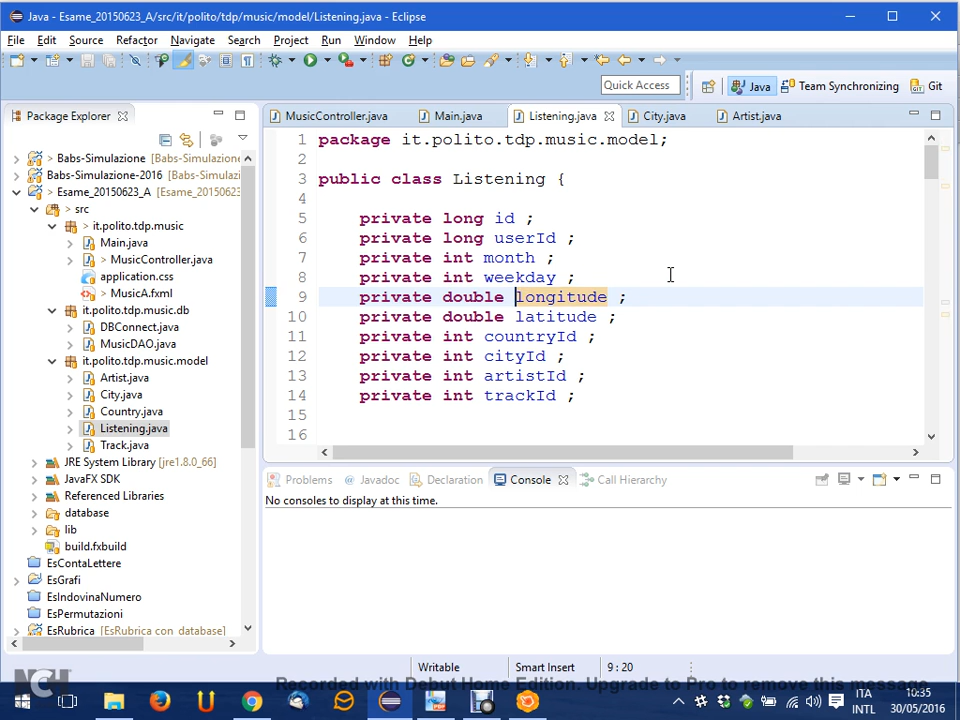 Java - Esame_20150623_A/src/it/polito/tdp/music/model/Listening.java - Eclipse
File Edit Source Refactor Navigate Search Project Run Window Help
Quick Access Java Team Synchronizing Git
Package Explorer
MusicController.java Main.java Listening.java City.java Artist.java
> Babs-Simulazione [Babs-Simulazi
Babs-Simulazione-2016 [Babs-Simulazi
> Esame_20150623_A [Esame_20150623
> src
> it.polito.tdp.music
Main.java
> MusicController.java
application.css
> MusicA.fxml
it.polito.tdp.music.db
DBConnect.java
MusicDAO.java
it.polito.tdp.music.model
Artist.java
City.java
Country.java
Listening.java
Track.java
JRE System Library [jre1.8.0_66]
JavaFX SDK
Referenced Libraries
database
lib
build.fxbuild
EsContaLettere
EsGrafi
EsIndovinaNumero
EsPermutazioni
EsRubrica [EsRubrica con database]
1 package it.polito.tdp.music.model;
2
3 public class Listening {
4
5 private long id ;
6 private long userId ;
7 private int month ;
8 private int weekday ;
9 private double longitude ;
10 private double latitude ;
11 private int countryId ;
12 private int cityId ;
13 private int artistId ;
14 private int trackId ;
15
16
Problems Javadoc Declaration Console Call Hierarchy
No consoles to display at this time.
Writable Smart Insert 9 : 20
NCH
Recorded with Debut Home Edition. Upgrade to Pro to remove this message
ITA
INTL
10:35
30/05/2016